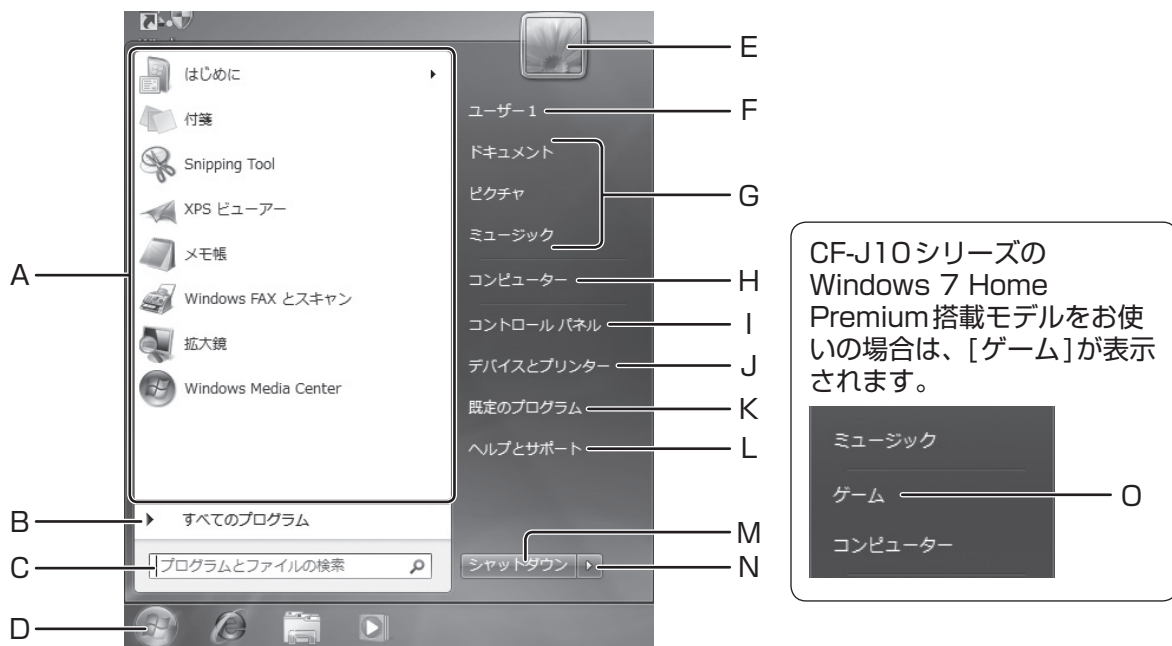 A
はじめに
付箋
Snipping Tool
XPS ビューアー
メモ帳
Windows FAX とスキャン
拡大鏡
Windows Media Center
B
すべてのプログラム
C
プログラムとファイルの検索
D
E
ユーザー1
F
ドキュメント
ピクチャ
G
ミュージック
コンピューター
H
コントロール パネル
I
デバイスとプリンター
J
既定のプログラム
K
ヘルプとサポート
L
M
シャットダウン
N
CF-J10シリーズの
Windows 7 Home
Premium搭載モデルをお使
いの場合は、[ゲーム]が表示
されます。
ミュージック
ゲーム
O
コンピューター